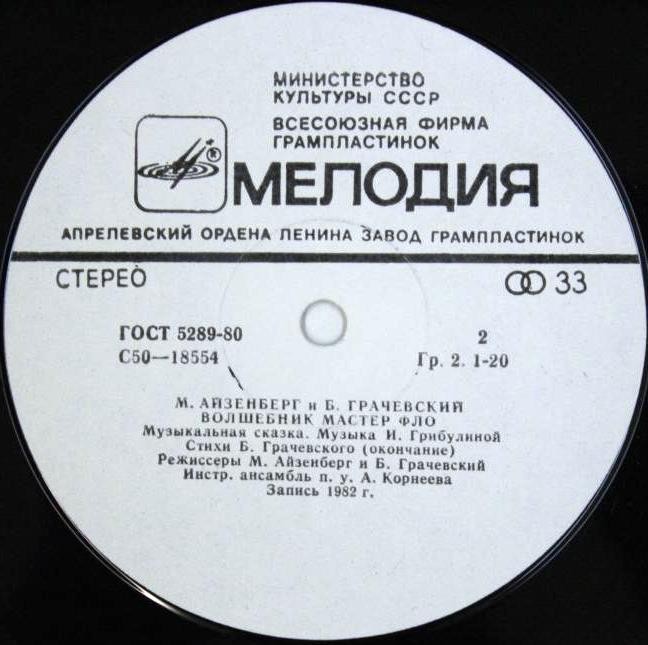 МИНИСТЕРСТВО
КУЛЬТУРЫ СССР
ВСЕСОЮЗНАЯ ФИРМА
ГРАМПЛАСТИНОК
®
МЕЛОДИЯ
АПРЕЛЕВСКИЙ ОРДЕНА ЛЕНИНА ЗАВОД ГРАМПЛАСТИНОК
СТЕРЕО 33
ГОСТ 5289-80 2
С50—18554 Гр. 2. 1-20
М. АЙЗЕНБЕРГ и Б. ГРАЧЕВСКИЙ
ВОЛШЕБНИК МАСТЕР ФЛО
Музыкальная сказка. Музыка И. Грибулиной
Стихи Б. Грачевского (окончание)
Режиссеры М. Айзенберг и Б. Грачевский
Инстр. ансамбль п. у. А. Корнеева
Запись 1982 г.